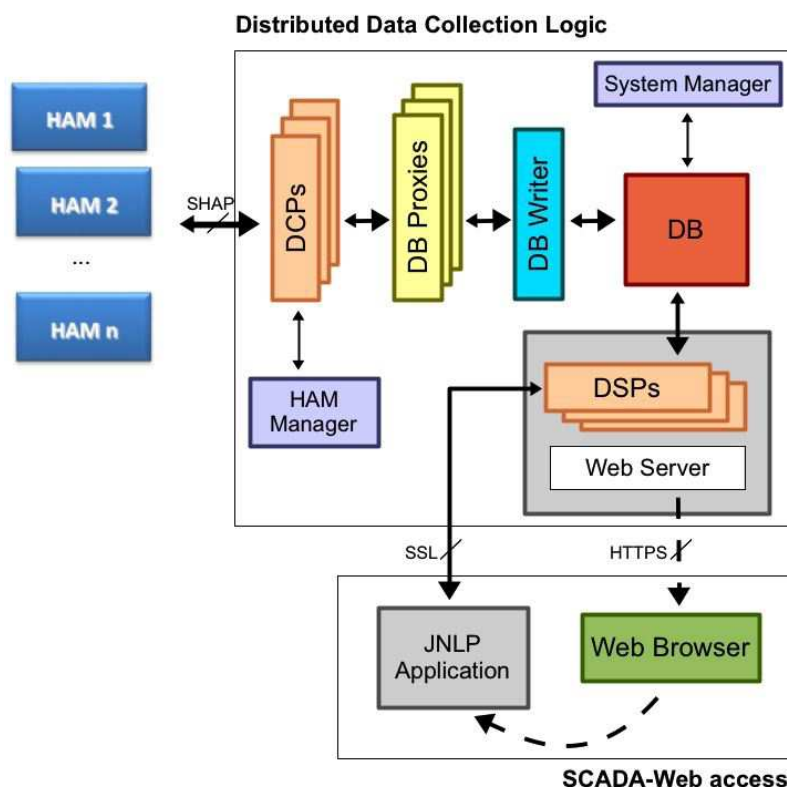 Distributed Data Collection Logic
HAM 1
HAM 2
...
HAM n
SHAP
DCPs
DB Proxies
DB Writer
System Manager
DB
HAM
Manager
DSPs
Web Server
SSL
HTTPS
JNLP
Application
Web Browser
SCADA-Web access